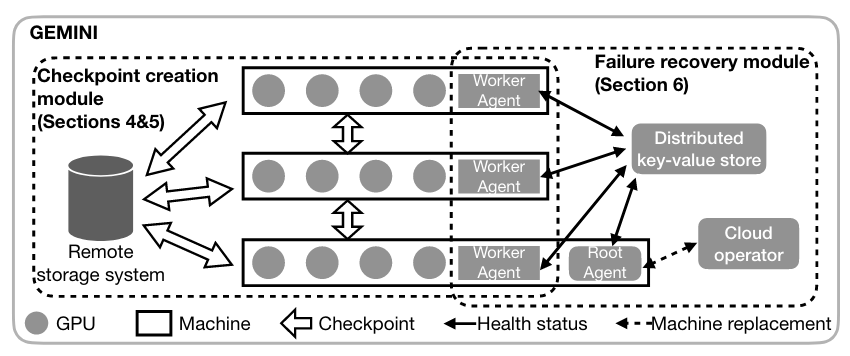 GEMINI
Checkpoint creation
module
(Sections 4&5)
Failure recovery module
(Section 6)
Worker
Agent
Worker
Agent
Worker
Agent
Root
Agent
Distributed
key-value store
Cloud
operator
Remote
storage system
GPU
Machine
Checkpoint
Health status
Machine replacement